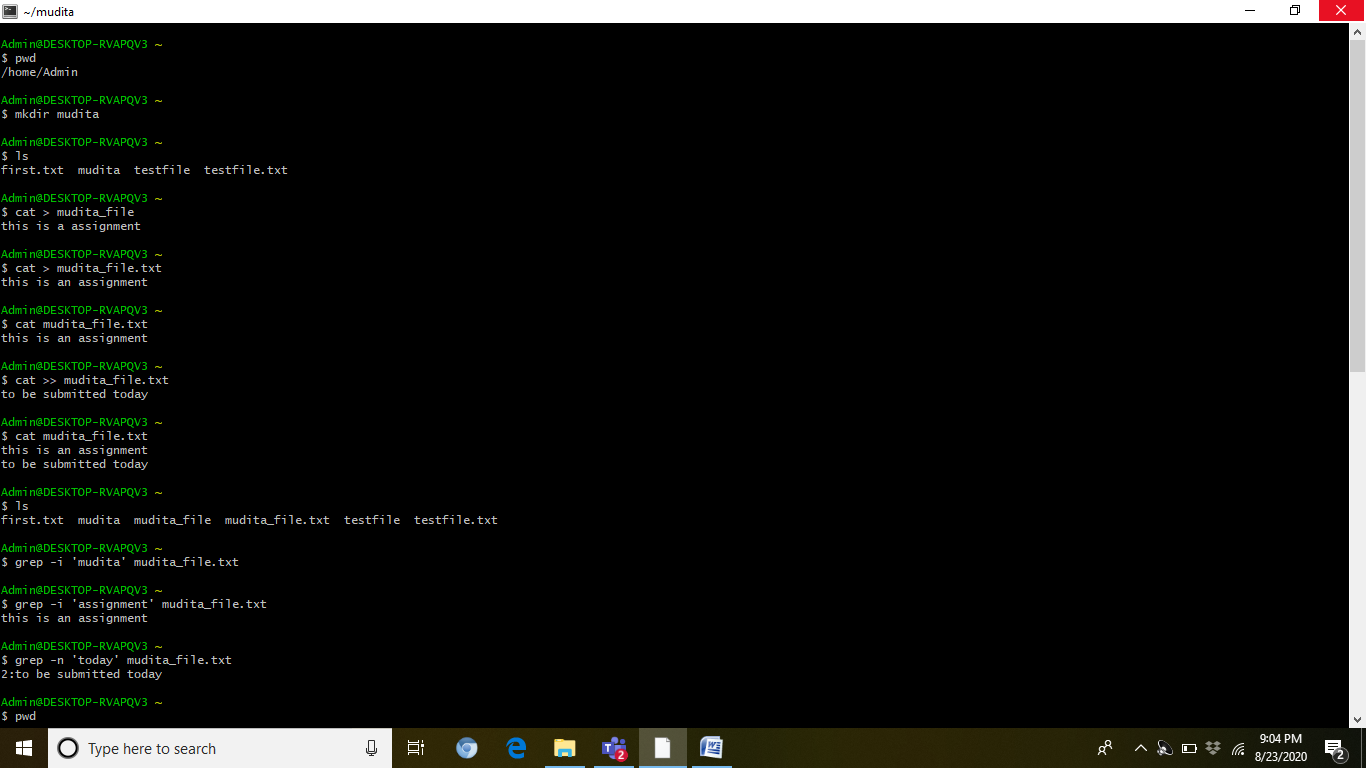 ~/mudita
Admin@DESKTOP-RVAPQV3 ~
$ pwd
/home/Admin
Admin@DESKTOP-RVAPQV3 ~
$ mkdir mudita
Admin@DESKTOP-RVAPQV3 ~
$ ls
first.txt  mudita  testfile  testfile.txt
Admin@DESKTOP-RVAPQV3 ~
$ cat > mudita_file
this is a assignment
Admin@DESKTOP-RVAPQV3 ~
$ cat > mudita_file.txt
this is an assignment
Admin@DESKTOP-RVAPQV3 ~
$ cat mudita_file.txt
this is an assignment
Admin@DESKTOP-RVAPQV3 ~
$ cat >> mudita_file.txt
to be submitted today
Admin@DESKTOP-RVAPQV3 ~
$ cat mudita_file.txt
this is an assignment
to be submitted today
Admin@DESKTOP-RVAPQV3 ~
$ ls
first.txt  mudita  mudita_file  mudita_file.txt  testfile  testfile.txt
Admin@DESKTOP-RVAPQV3 ~
$ grep -i 'mudita' mudita_file.txt
Admin@DESKTOP-RVAPQV3 ~
$ grep -i 'assignment' mudita_file.txt
this is an assignment
Admin@DESKTOP-RVAPQV3 ~
$ grep -n 'today' mudita_file.txt
2:to be submitted today
Admin@DESKTOP-RVAPQV3 ~
$ pwd
Type here to search
2
W
9:04 PM
8/23/2020
2